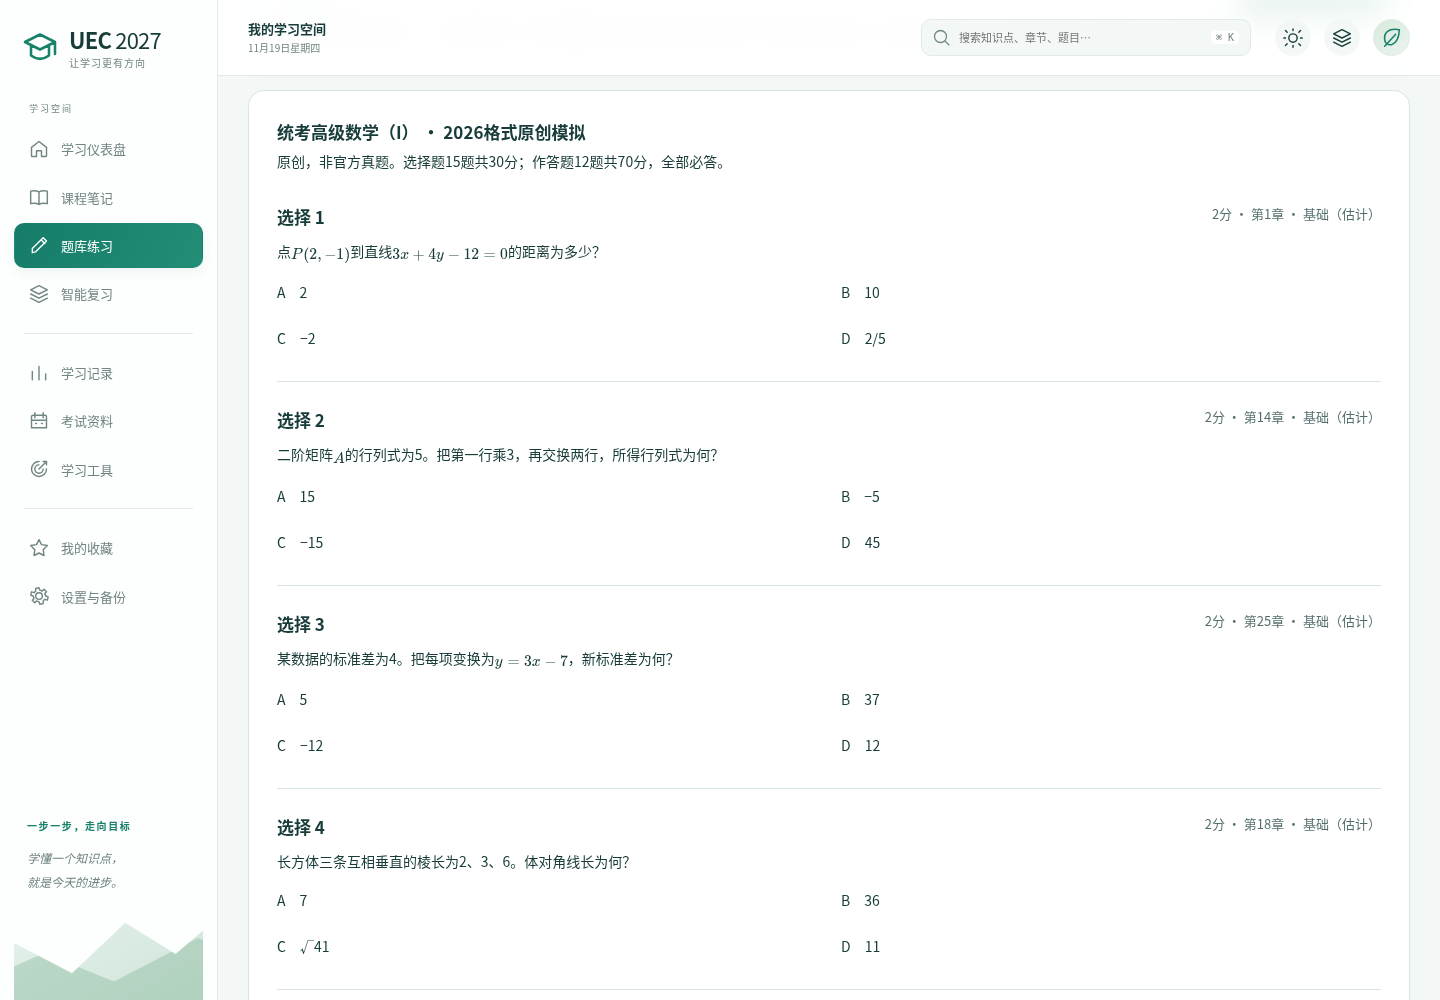 UEC 2027
让学习更有方向
学习空间
学习仪表盘
课程笔记
题库练习
智能复习
学习记录
考试资料
学习工具
我的收藏
设置与备份
一步一步，走向目标
学懂一个知识点，
就是今天的进步。
我的学习空间
11月19日星期四
搜索知识点、章节、题目… ⌘ K
统考高级数学（I） · 2026格式原创模拟
原创，非官方真题。选择题15题共30分；作答题12题共70分，全部必答。
选择 1 2分 · 第1章 · 基础（估计）
点P(2, −1)到直线3x + 4y − 12 = 0的距离为多少？
A 2 B 10
C −2 D 2/5
选择 2 2分 · 第14章 · 基础（估计）
二阶矩阵A的行列式为5。把第一行乘3，再交换两行，所得行列式为何？
A 15 B −5
C −15 D 45
选择 3 2分 · 第25章 · 基础（估计）
某数据的标准差为4。把每项变换为y = 3x − 7，新标准差为何？
A 5 B 37
C −12 D 12
选择 4 2分 · 第18章 · 基础（估计）
长方体三条互相垂直的棱长为2、3、6。体对角线长为何？
A 7 B 36
C √41 D 11